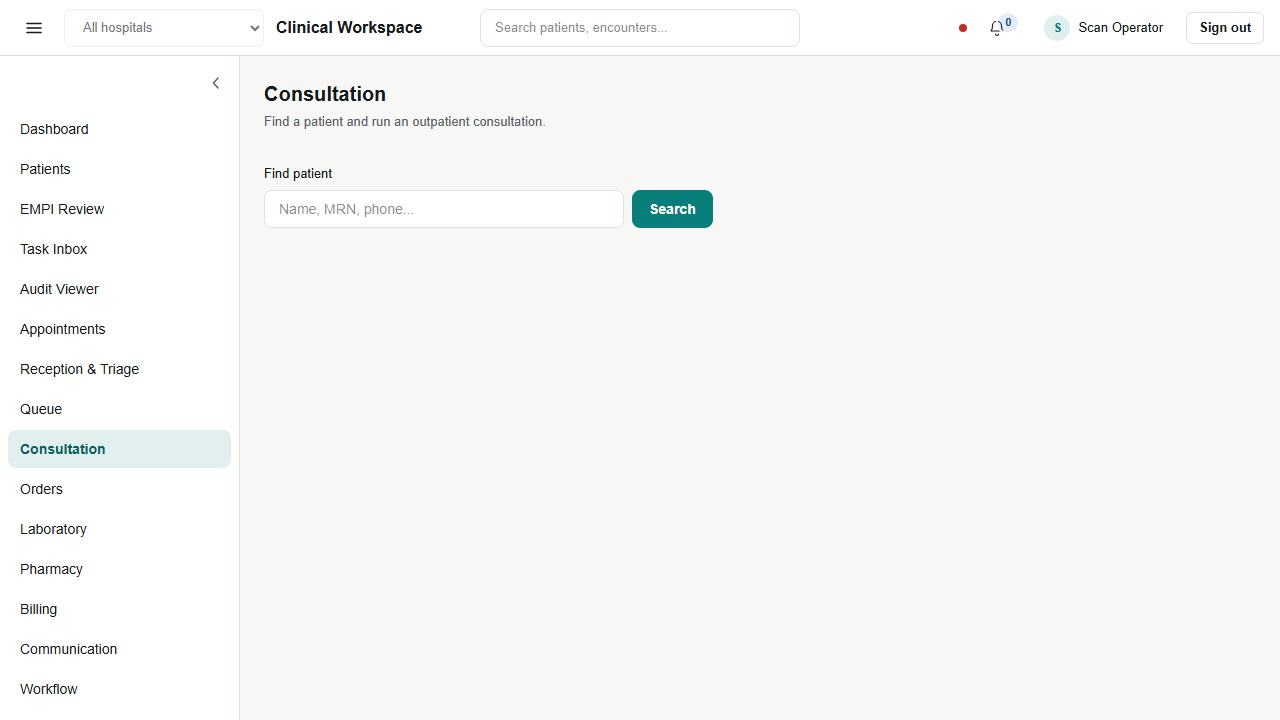 All hospitals
Clinical Workspace
Search patients, encounters...
0
S
Scan Operator
Sign out
Dashboard
Patients
EMPI Review
Task Inbox
Audit Viewer
Appointments
Reception & Triage
Queue
Consultation
Orders
Laboratory
Pharmacy
Billing
Communication
Workflow
Consultation
Find a patient and run an outpatient consultation.
Find patient
Name, MRN, phone...
Search